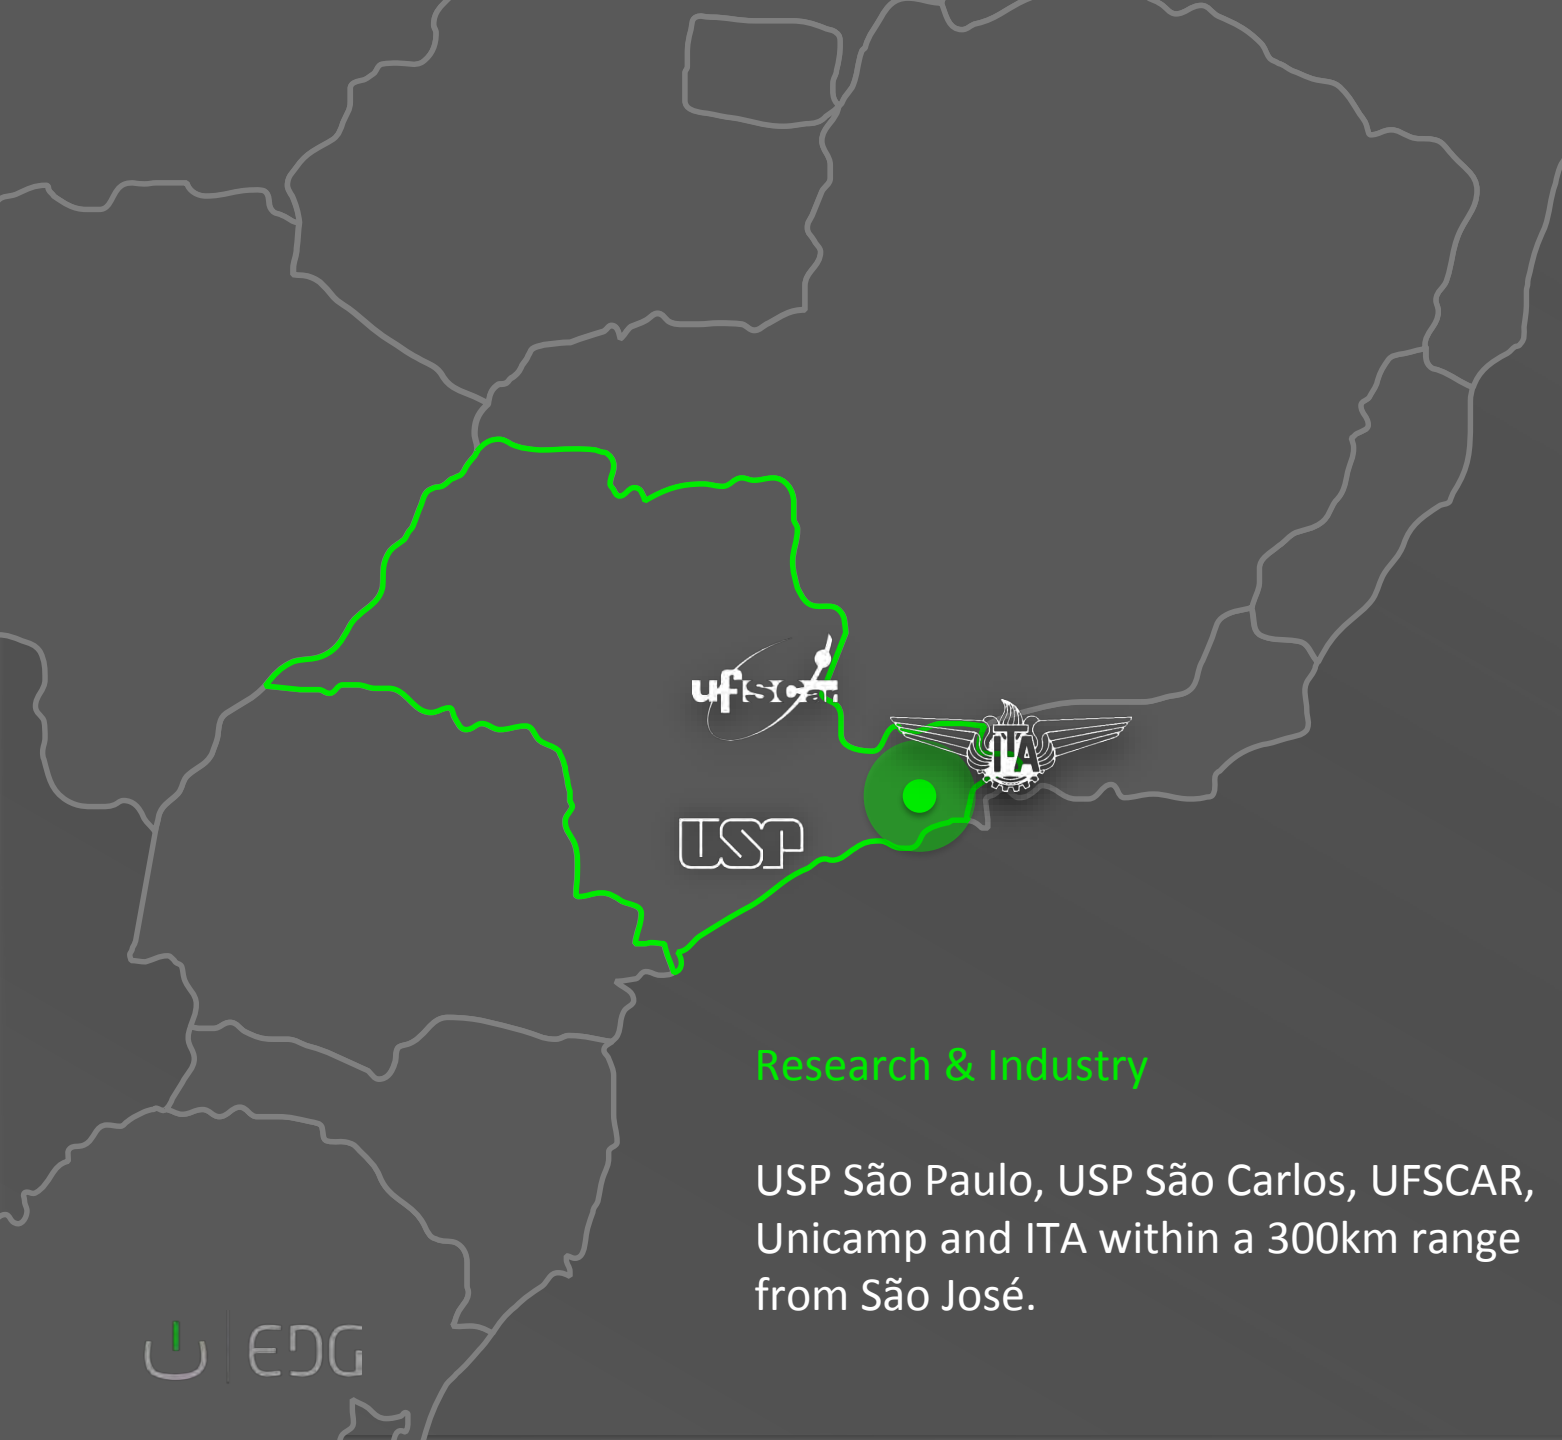 ufscar
ITA
USP
Research & Industry
USP São Paulo, USP São Carlos, UFSCAR,
Unicamp and ITA within a 300km range
from São José.
EDG